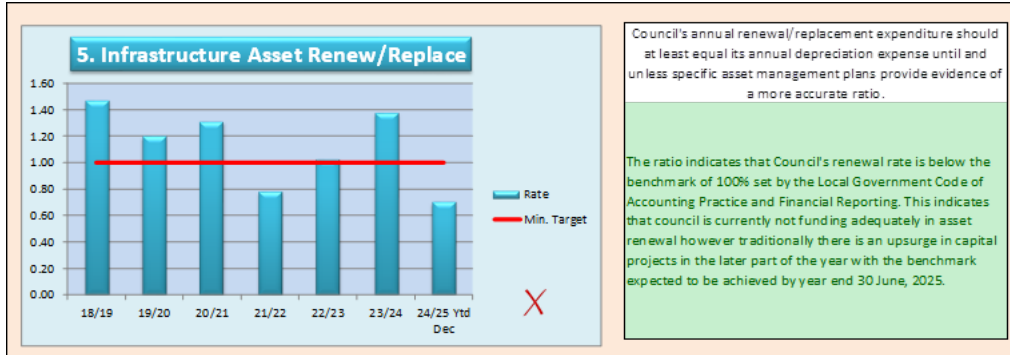 5. Infrastructure Asset Renew/Replace
1.60
1.40
1.20
1.00
0.80
0.60
0.40
0.20
0.00
18/19
19/20
20/21
21/22
22/23
23/24
24/25 Ytd
Dec
Rate
Min. Target
X
Council's annual renewal/replacement expenditure should
at least equal its annual depreciation expense until and
unless specific asset management plans provide evidence of
a more accurate ratio.
The ratio indicates that Council's renewal rate is below the
benchmark of 100% set by the Local Government Code of
Accounting Practice and Financial Reporting. This indicates
that council is currently not funding adequately in asset
renewal however traditionally there is an upsurge in capital
projects in the later part of the year with the benchmark
expected to be achieved by year end 30 June, 2025.